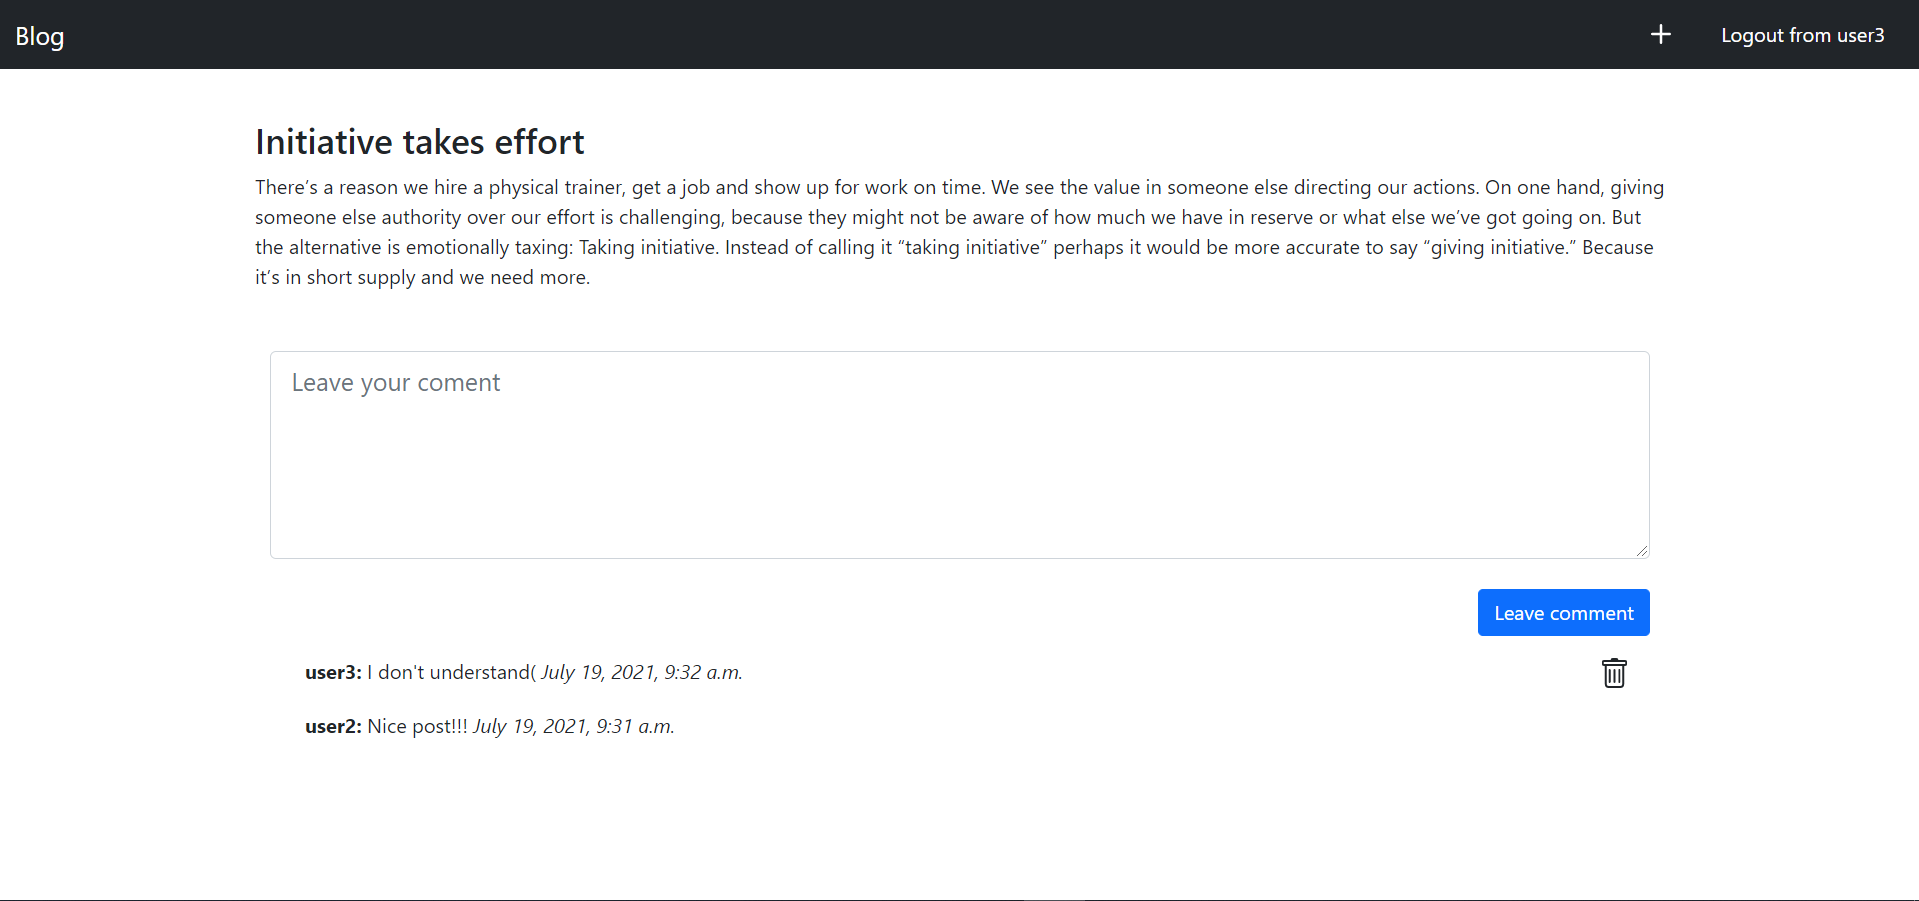 Blog
Logout from user3
Initiative takes effort
There’s a reason we hire a physical trainer, get a job and show up for work on time. We see the value in someone else directing our actions. On one hand, giving
someone else authority over our effort is challenging, because they might not be aware of how much we have in reserve or what else we’ve got going on. But
the alternative is emotionally taxing: Taking initiative. Instead of calling it “taking initiative” perhaps it would be more accurate to say “giving initiative.” Because
it’s in short supply and we need more.
Leave your coment
Leave comment
user3: I don't understand( July 19, 2021, 9:32 a.m.
user2: Nice post!!! July 19, 2021, 9:31 a.m.